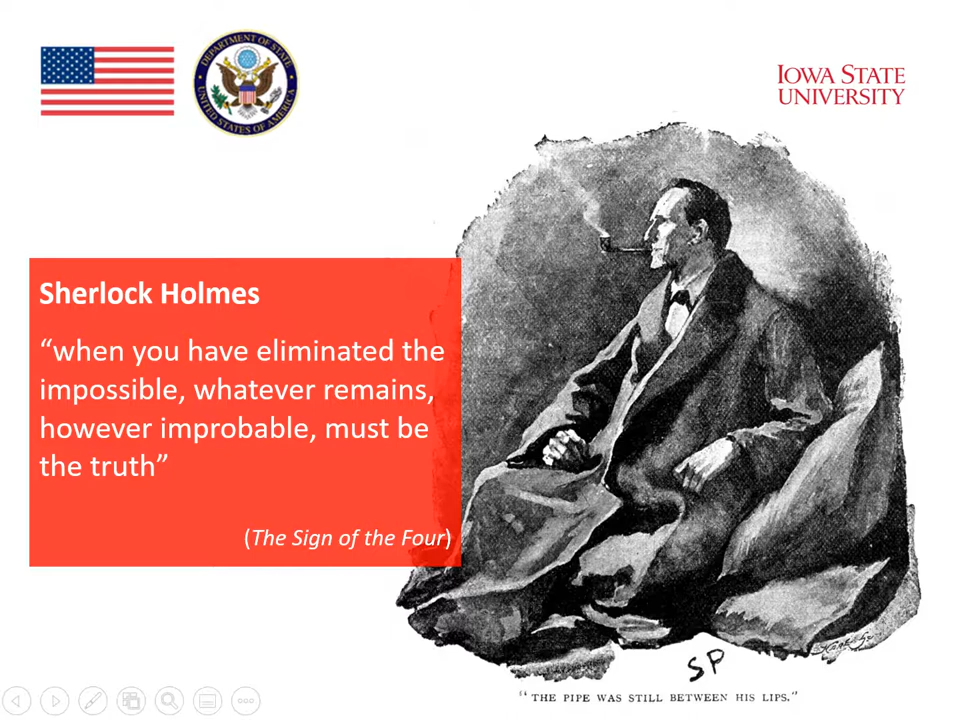 DEPARTMENT OF STATE
UNITED STATES OF AMERICA
IOWA STATE
UNIVERSITY
Sherlock Holmes
“when you have eliminated the
impossible, whatever remains,
however improbable, must be
the truth”
(The Sign of the Four)
SP
“THE PIPE WAS STILL BETWEEN HIS LIPS.”